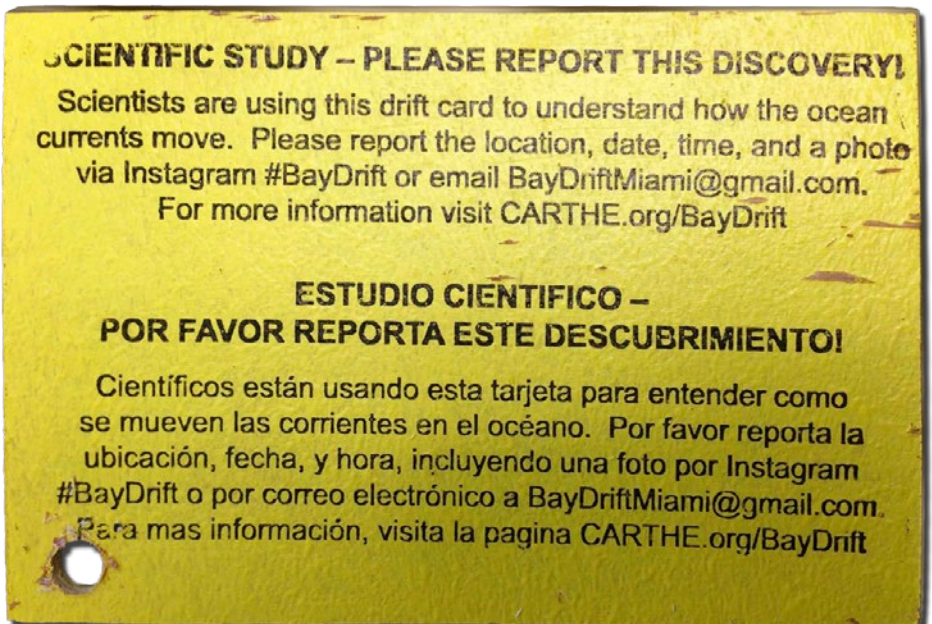 SCIENTIFIC STUDY – PLEASE REPORT THIS DISCOVERY!
Scientists are using this drift card to understand how the ocean
currents move. Please report the location, date, time, and a photo
via Instagram #BayDrift or email BayDriftMiami@gmail.com.
For more information visit CARTHE.org/BayDrift
ESTUDIO CIENTIFICO –
POR FAVOR REPORTA ESTE DESCUBRIMIENTO!
Científicos están usando esta tarjeta para entender como
se mueven las corrientes en el océano. Por favor reporta la
ubicación, fecha, y hora, incluyendo una foto por Instagram
#BayDrift o por correo electrónico a BayDriftMiami@gmail.com.
Para mas información, visita la pagina CARTHE.org/BayDrift